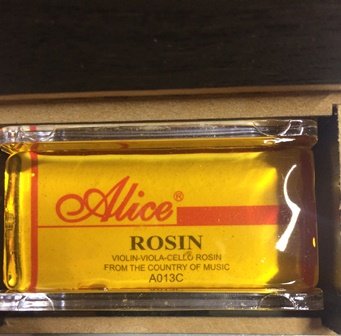 Alice®
ROSIN
VIOLIN-VIOLA-CELLO ROSIN
FROM THE COUNTRY OF MUSIC
A013C